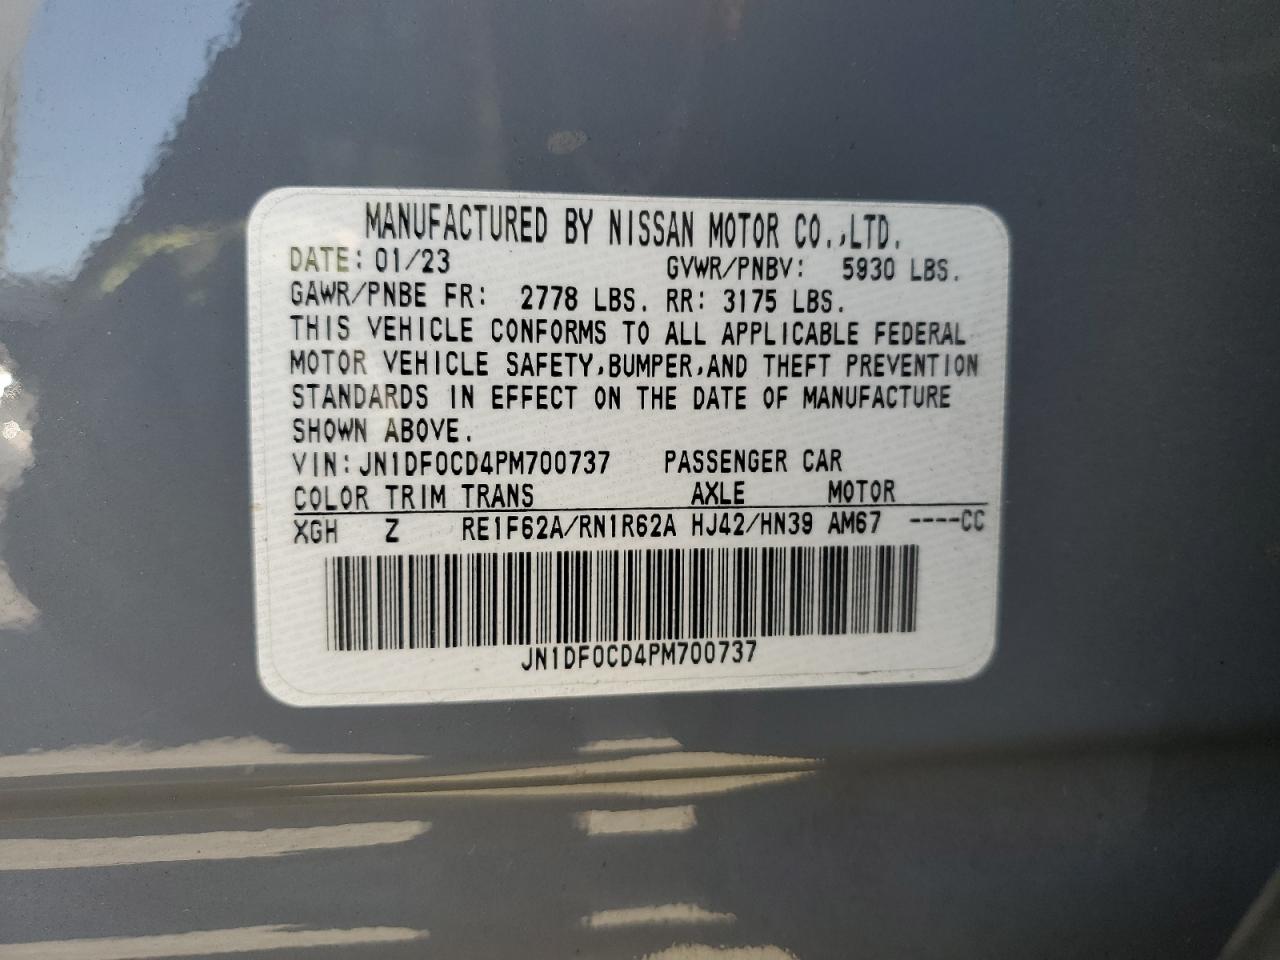 MANUFACTURED BY NISSAN MOTOR CO.,LTD.
DATE: 01/23 GVWR/PNBV: 5930 LBS.
GAWR/PNBE FR: 2778 LBS. RR: 3175 LBS.
THIS VEHICLE CONFORMS TO ALL APPLICABLE FEDERAL
MOTOR VEHICLE SAFETY,BUMPER,AND THEFT PREVENTION
STANDARDS IN EFFECT ON THE DATE OF MANUFACTURE
SHOWN ABOVE.
VIN: JN1DF0CD4PM700737 PASSENGER CAR
COLOR TRIM TRANS AXLE MOTOR
XGH Z RE1F62A/RN1R62A HJ42/HN39 AM67 ----CC
JN1DF0CD4PM700737